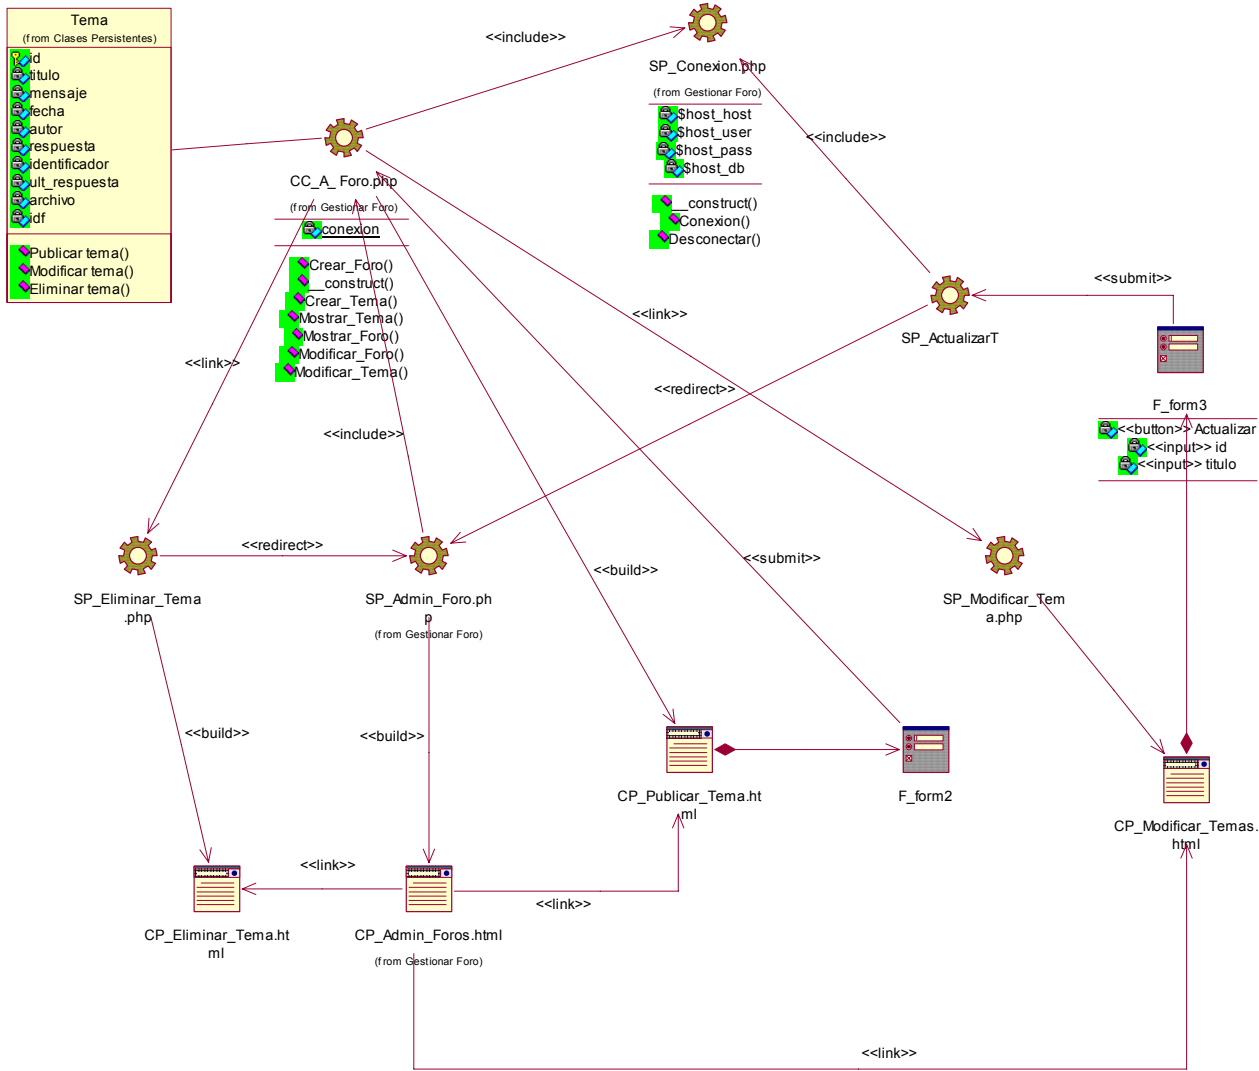 Tema
(from Clases Persistentes)
id
titulo
mensaje
fecha
autor
respuesta
identificador
ult_respuesta
archivo
idf
Publicar tema()
Modificar tema()
Eliminar tema()
<<include>>
SP_Conexion.php
(from Gestionar Foro)
$host_host
$host_user
$host_pass
$host_db
__construct()
Conexion()
Desconectar()
<<include>>
CC_A_ Foro.php
(from Gestionar Foro)
conexion
Crear_Foro()
__construct()
Crear_Tema()
Mostrar_Tema()
Mostrar_Foro()
Modificar_Foro()
Modificar_Tema()
<<submit>>
SP_ActualizarT
<<link>>
<<link>>
<<redirect>>
<<include>>
F_form3
<<button>> Actualizar
<<input>> id
<<input>> titulo
<<redirect>>
<<submit>>
<<build>>
SP_Eliminar_Tema
.php
SP_Admin_Foro.ph
p
(from Gestionar Foro)
SP_Modificar_Tem
a.php
<<build>>
<<build>>
CP_Publicar_Tema.ht
ml
F_form2
CP_Modificar_Temas.
html
<<link>>
<<link>>
CP_Eliminar_Tema.ht
ml
CP_Admin_Foros.html
(from Gestionar Foro)
<<link>>